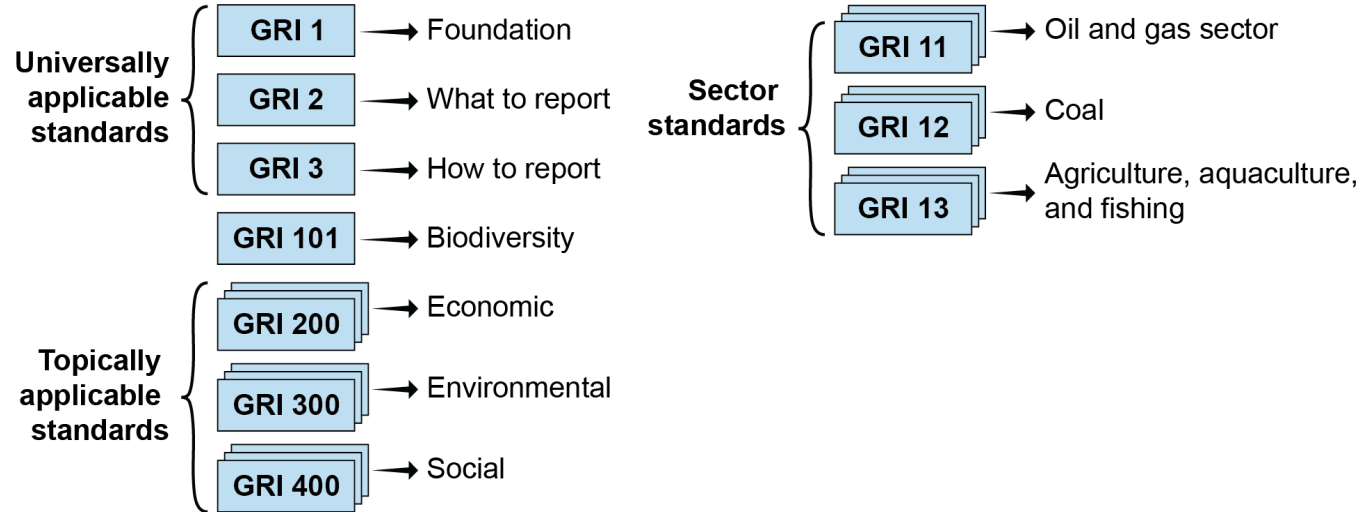 Universally
applicable
standards
GRI 1
Foundation
GRI 2
What to report
GRI 3
How to report
GRI 101
Biodiversity
Topically
applicable
standards
GRI 200
Economic
GRI 300
Environmental
GRI 400
Social
Sector
standards
GRI 11
Oil and gas sector
GRI 12
Coal
GRI 13
Agriculture, aquaculture,
and fishing